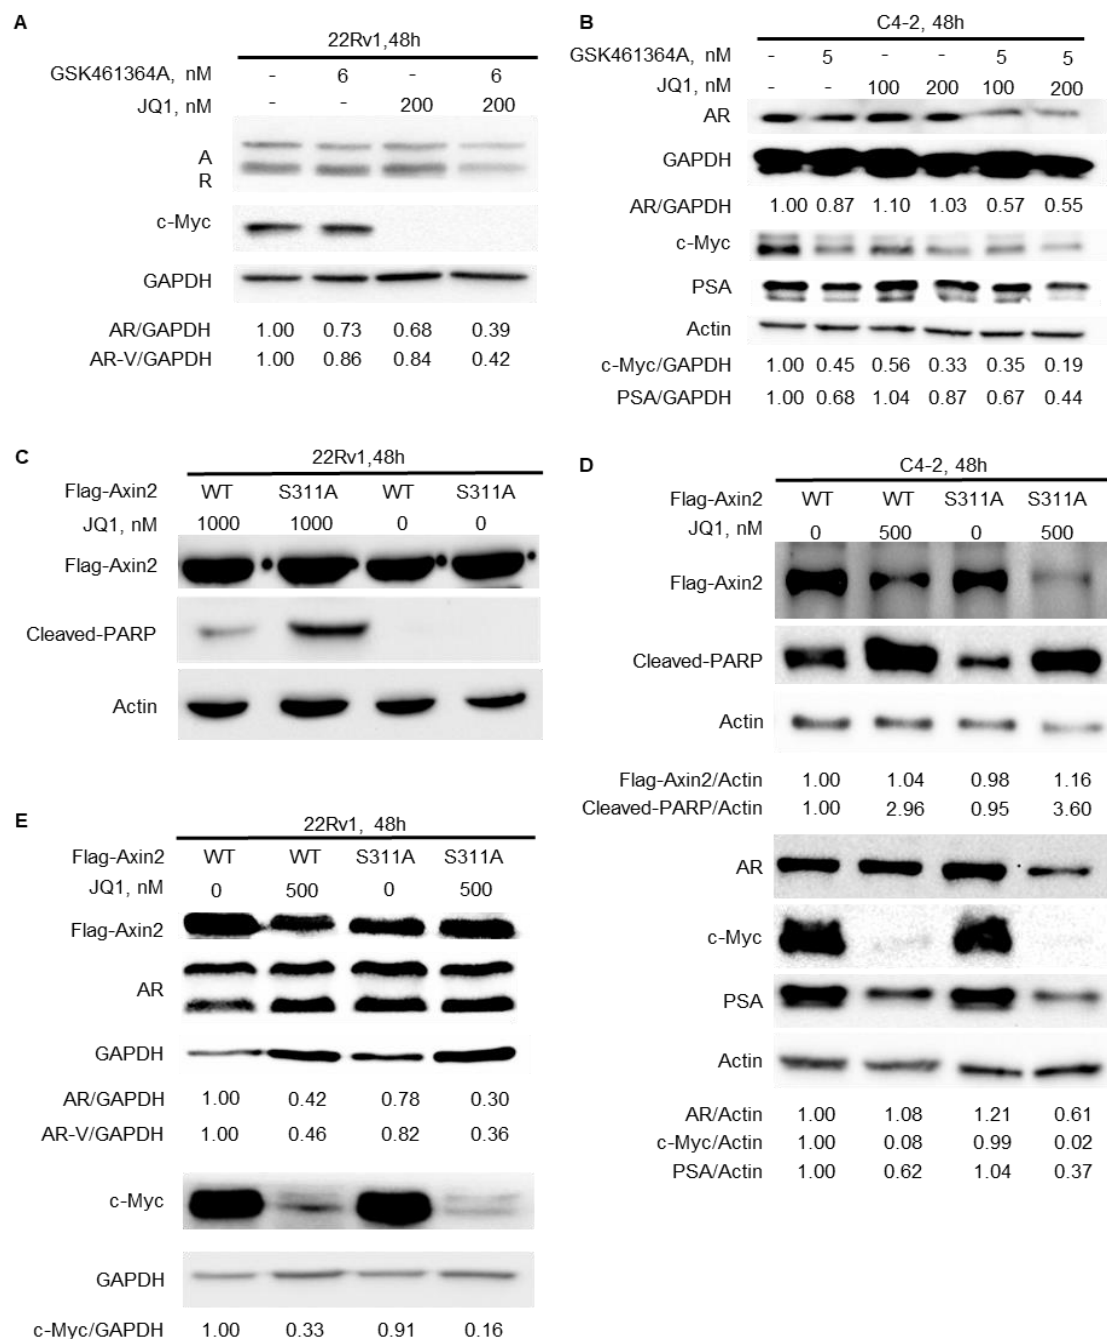 A
22Rv1,48h
GSK461364A, nM - 6 - 6
JQ1, nM - - 200 200
A
R
c-Myc
GAPDH
AR/GAPDH 1.00 0.73 0.68 0.39
AR-V/GAPDH 1.00 0.86 0.84 0.42
B
C4-2, 48h
GSK461364A, nM - 5 - - 5 5
JQ1, nM - - 100 200 100 200
AR
GAPDH
AR/GAPDH 1.00 0.87 1.10 1.03 0.57 0.55
c-Myc
PSA
Actin
c-Myc/GAPDH 1.00 0.45 0.56 0.33 0.35 0.19
PSA/GAPDH 1.00 0.68 1.04 0.87 0.67 0.44
C
22Rv1,48h
Flag-Axin2 WT S311A WT S311A
JQ1, nM 1000 1000 0 0
Flag-Axin2
Cleaved-PARP
Actin
D
C4-2, 48h
Flag-Axin2 WT WT S311A S311A
JQ1, nM 0 500 0 500
Flag-Axin2
Cleaved-PARP
Actin
Flag-Axin2/Actin 1.00 1.04 0.98 1.16
Cleaved-PARP/Actin 1.00 2.96 0.95 3.60
AR
c-Myc
PSA
Actin
AR/Actin 1.00 1.08 1.21 0.61
c-Myc/Actin 1.00 0.08 0.99 0.02
PSA/Actin 1.00 0.62 1.04 0.37
E
22Rv1, 48h
Flag-Axin2 WT WT S311A S311A
JQ1, nM 0 500 0 500
Flag-Axin2
AR
GAPDH
AR/GAPDH 1.00 0.42 0.78 0.30
AR-V/GAPDH 1.00 0.46 0.82 0.36
c-Myc
GAPDH
c-Myc/GAPDH 1.00 0.33 0.91 0.16